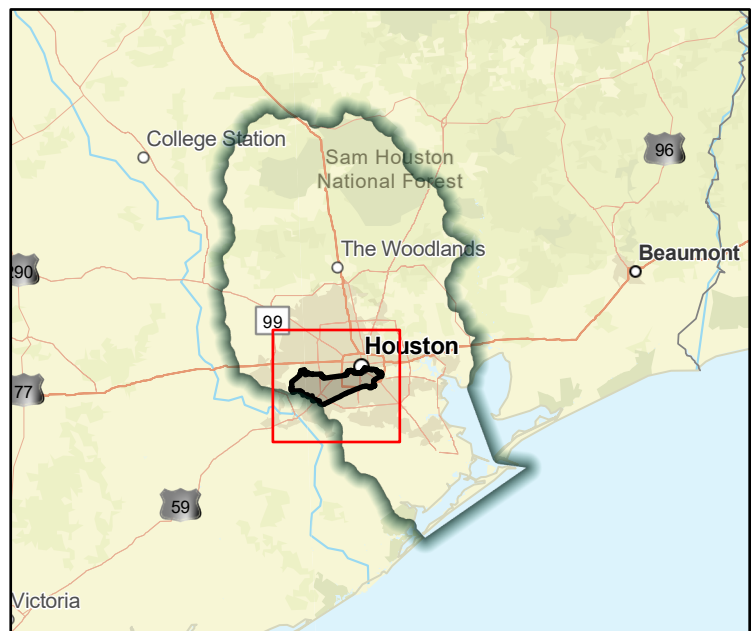 College Station
Sam Houston
National Forest
96
The Woodlands
Beaumont
290
99
Houston
77
59
Victoria